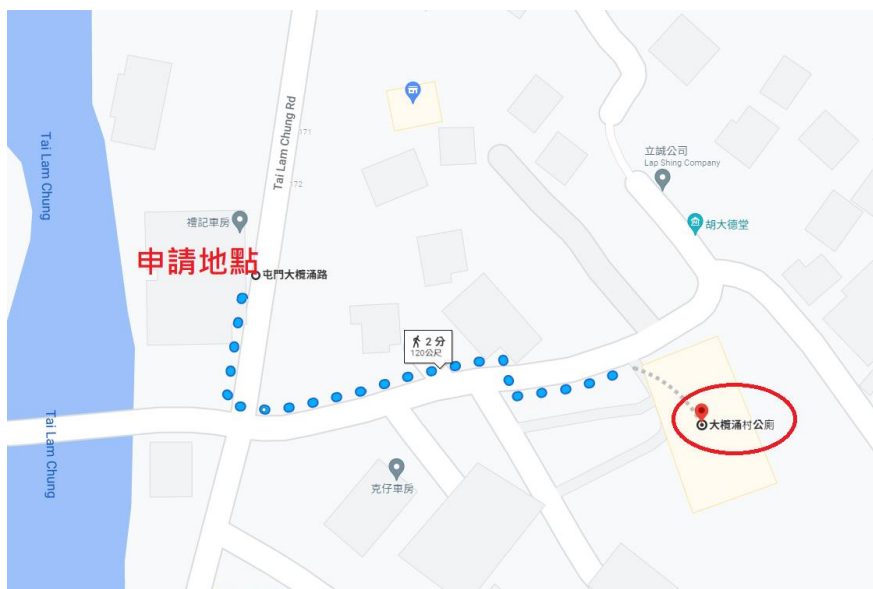 Tai Lam Chung Rd
171
172
Tai Lam Chung
立誠公司
Lap Shing Company
胡大德堂
禮記車房
申請地點
屯門大欖涌路
2 分
120公尺
Tai Lam Chung
大欖涌村公廁
克仔車房